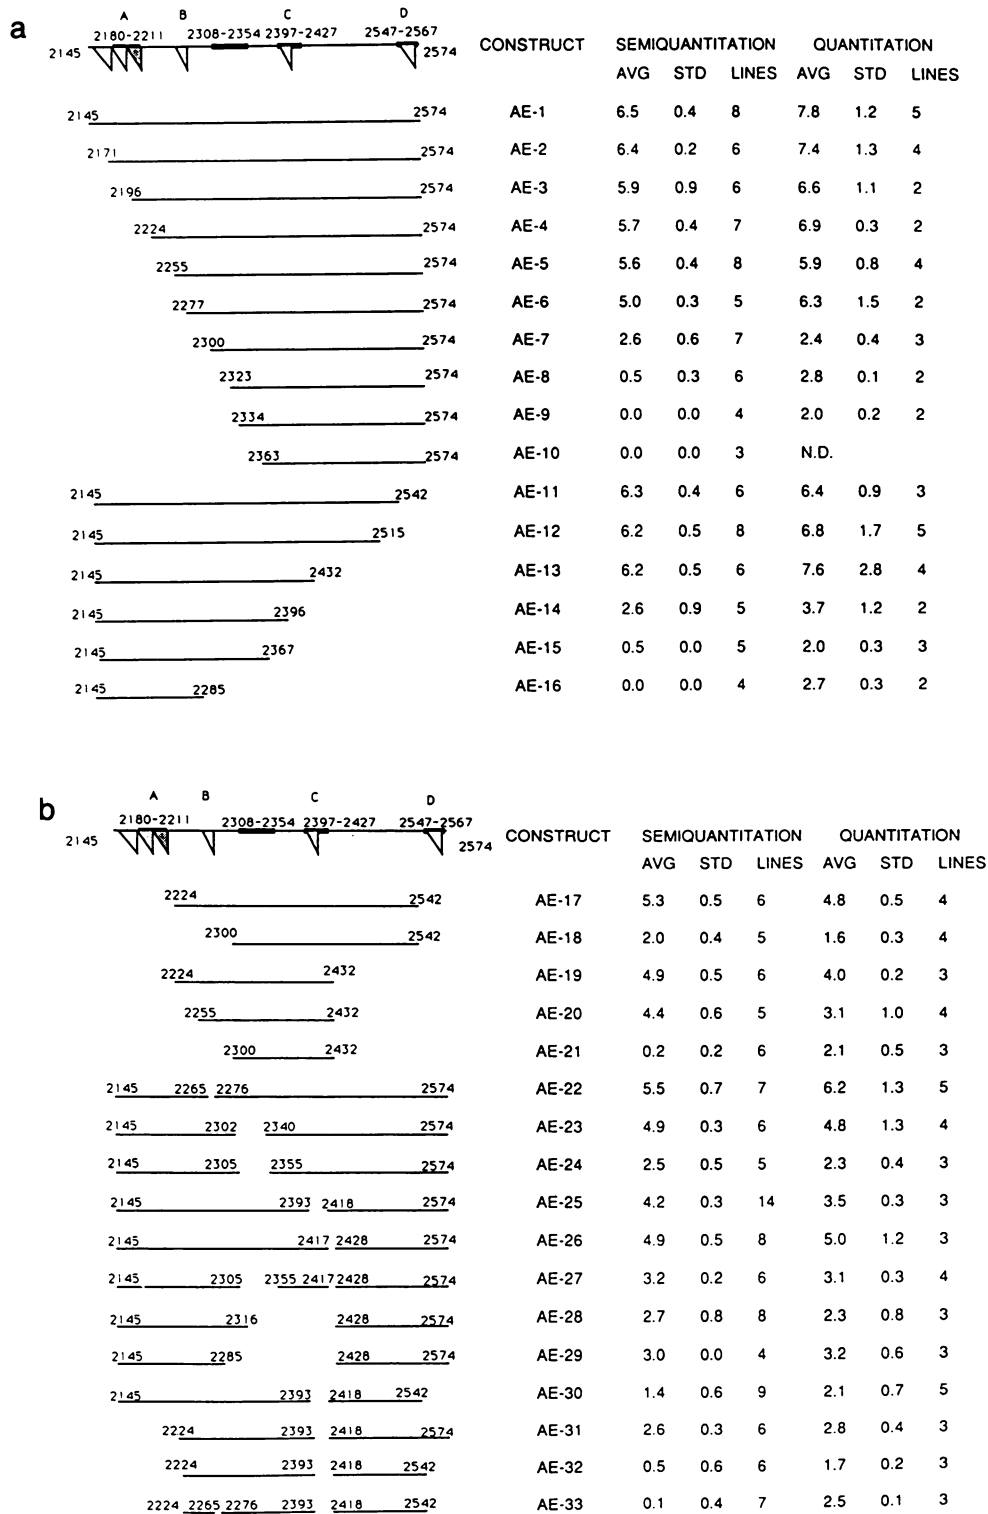 a
A B C D
2180-2211 2308-2354 2397-2427 2547-2567
2145 2574
CONSTRUCT SEMIQUANTITATION QUANTITATION
AVG STD LINES AVG STD LINES
2145 2574 AE-1 6.5 0.4 8 7.8 1.2 5
2171 2574 AE-2 6.4 0.2 6 7.4 1.3 4
2196 2574 AE-3 5.9 0.9 6 6.6 1.1 2
2224 2574 AE-4 5.7 0.4 7 6.9 0.3 2
2255 2574 AE-5 5.6 0.4 8 5.9 0.8 4
2277 2574 AE-6 5.0 0.3 5 6.3 1.5 2
2300 2574 AE-7 2.6 0.6 7 2.4 0.4 3
2323 2574 AE-8 0.5 0.3 6 2.8 0.1 2
2334 2574 AE-9 0.0 0.0 4 2.0 0.2 2
2363 2574 AE-10 0.0 0.0 3 N.D.
2145 2542 AE-11 6.3 0.4 6 6.4 0.9 3
2145 2515 AE-12 6.2 0.5 8 6.8 1.7 5
2145 2432 AE-13 6.2 0.5 6 7.6 2.8 4
2145 2396 AE-14 2.6 0.9 5 3.7 1.2 2
2145 2367 AE-15 0.5 0.0 5 2.0 0.3 3
2145 2285 AE-16 0.0 0.0 4 2.7 0.3 2
b
A B C D
2180-2211 2308-2354 2397-2427 2547-2567
2145 2574
CONSTRUCT SEMIQUANTITATION QUANTITATION
AVG STD LINES AVG STD LINES
2224 2542 AE-17 5.3 0.5 6 4.8 0.5 4
2300 2542 AE-18 2.0 0.4 5 1.6 0.3 4
2224 2432 AE-19 4.9 0.5 6 4.0 0.2 3
2255 2432 AE-20 4.4 0.6 5 3.1 1.0 4
2300 2432 AE-21 0.2 0.2 6 2.1 0.5 3
2145 2265 2276 2574 AE-22 5.5 0.7 7 6.2 1.3 5
2145 2302 2340 2574 AE-23 4.9 0.3 6 4.8 1.3 4
2145 2305 2355 2574 AE-24 2.5 0.5 5 2.3 0.4 3
2145 2393 2418 2574 AE-25 4.2 0.3 14 3.5 0.3 3
2145 2417 2428 2574 AE-26 4.9 0.5 8 5.0 1.2 3
2145 2305 2355 2417 2428 2574 AE-27 3.2 0.2 6 3.1 0.3 4
2145 2316 2428 2574 AE-28 2.7 0.8 8 2.3 0.8 3
2145 2285 2428 2574 AE-29 3.0 0.0 4 3.2 0.6 3
2145 2393 2418 2542 AE-30 1.4 0.6 9 2.1 0.7 5
2224 2393 2418 2574 AE-31 2.6 0.3 6 2.8 0.4 3
2224 2393 2418 2542 AE-32 0.5 0.6 6 1.7 0.2 3
2224 2265 2276 2393 2418 2542 AE-33 0.1 0.4 7 2.5 0.1 3